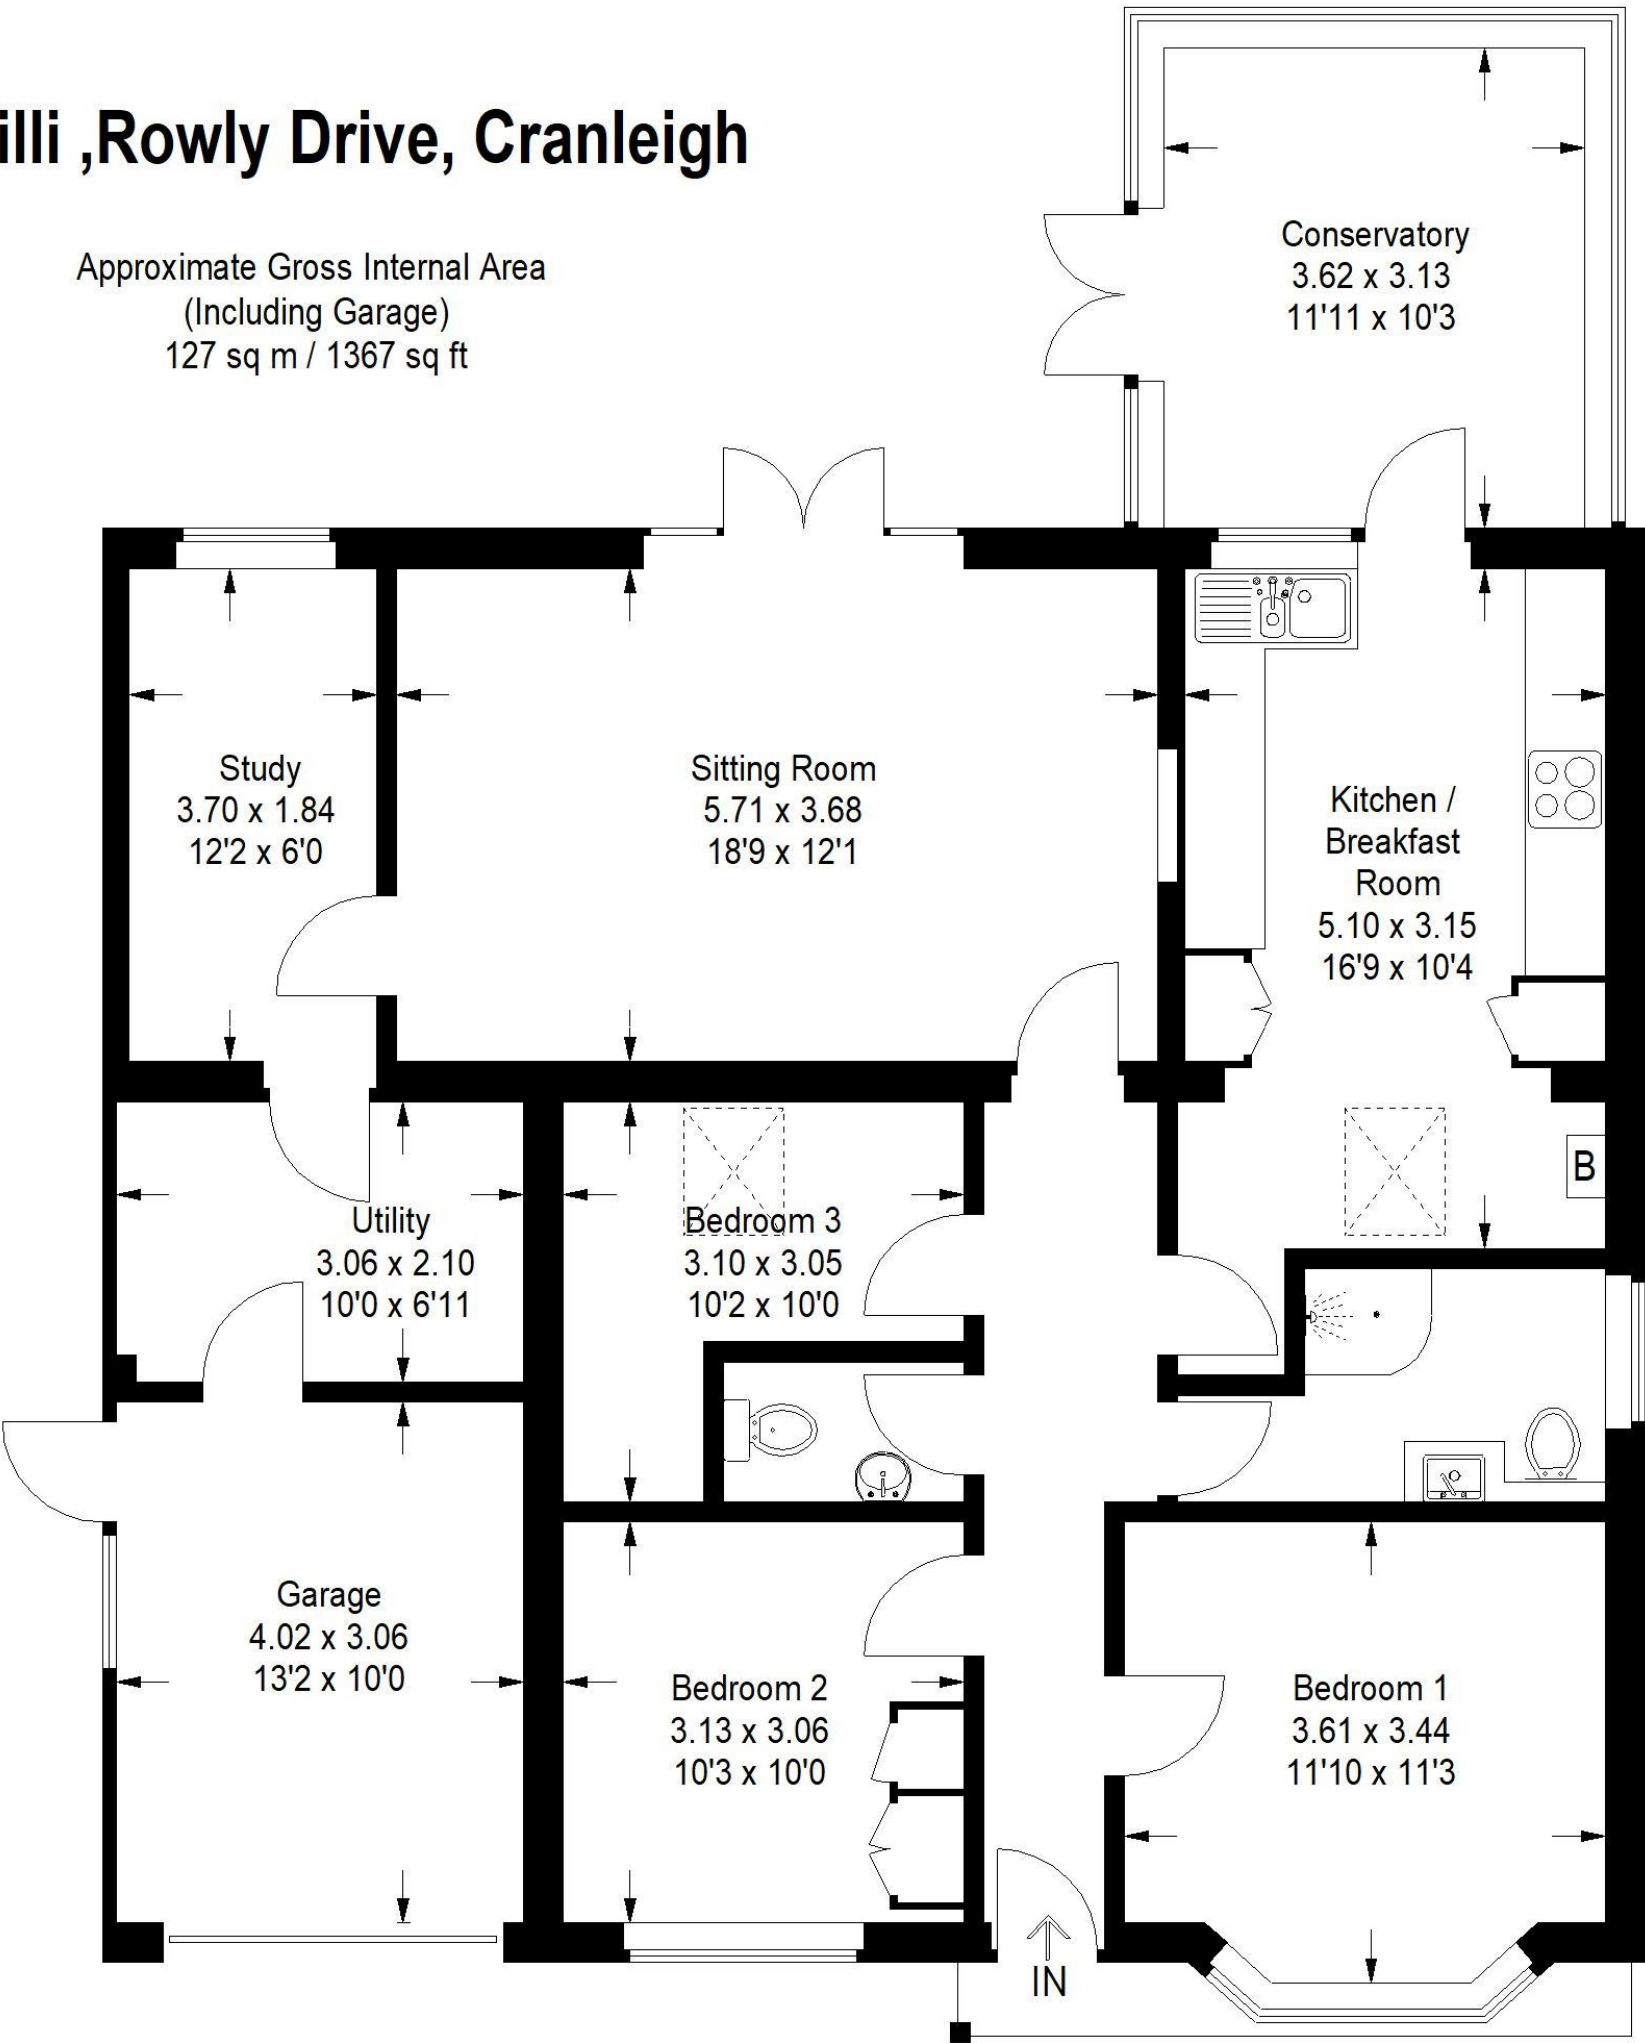 ,Rowly Drive, Cranleigh
Approximate Gross Internal Area
(Including Garage)
127 sq m / 1367 sq ft
Conservatory
3.62 x 3.13
11'11 x 10'3
Study
3.70 x 1.84
12'2 x 6'0
Sitting Room
5.71 x 3.68
18'9 x 12'1
Kitchen /
Breakfast
Room
5.10 x 3.15
16'9 x 10'4
B
Utility
3.06 x 2.10
10'0 x 6'11
Bedroom 3
3.10 x 3.05
10'2 x 10'0
Garage
4.02 x 3.06
13'2 x 10'0
Bedroom 2
3.13 x 3.06
10'3 x 10'0
Bedroom 1
3.61 x 3.44
11'10 x 11'3
IN